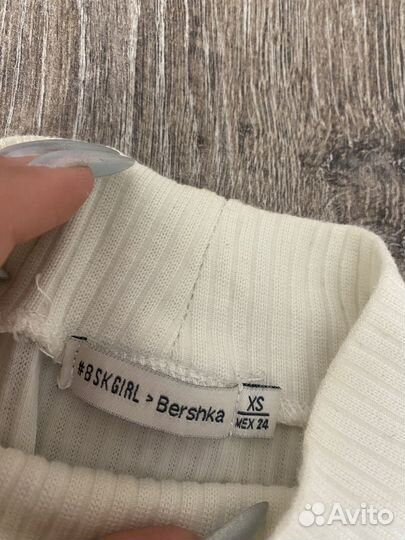 #BSKGIRL > Bershka
XS
MEX 24
Avito